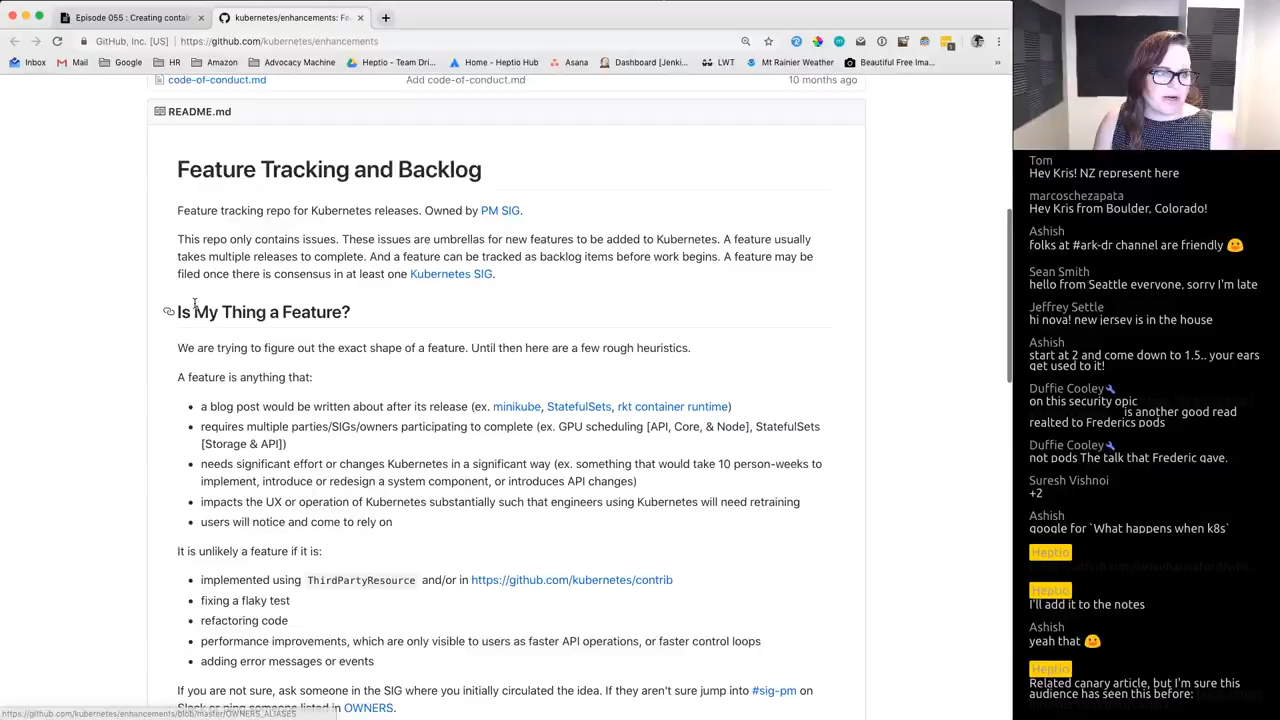 Episode 055 : Creating contain
kubernetes/enhancements: Fe
GitHub, Inc. [US] | https://github.com/kubernetes/enhancements
Inbox Mail Google HR Amazon Advocacy Machine Heptio - Team Dri... Home - Heptio Hub Asana Dashboard [Jenki... LWT Mt Rainier Weather Beautiful Free Ima... »
code-of-conduct.md Add code-of-conduct.md 10 months ago
README.md
Feature Tracking and Backlog
Feature tracking repo for Kubernetes releases. Owned by PM SIG.
This repo only contains issues. These issues are umbrellas for new features to be added to Kubernetes. A feature usually
takes multiple releases to complete. And a feature can be tracked as backlog items before work begins. A feature may be
filed once there is consensus in at least one Kubernetes SIG.
Is My Thing a Feature?
We are trying to figure out the exact shape of a feature. Until then here are a few rough heuristics.
A feature is anything that:
• a blog post would be written about after its release (ex. minikube, StatefulSets, rkt container runtime)
• requires multiple parties/SIGs/owners participating to complete (ex. GPU scheduling [API, Core, & Node], StatefulSets
[Storage & API])
• needs significant effort or changes Kubernetes in a significant way (ex. something that would take 10 person-weeks to
implement, introduce or redesign a system component, or introduces API changes)
• impacts the UX or operation of Kubernetes substantially such that engineers using Kubernetes will need retraining
• users will notice and come to rely on
It is unlikely a feature if it is:
• implemented using ThirdPartyResource and/or in https://github.com/kubernetes/contrib
• fixing a flaky test
• refactoring code
• performance improvements, which are only visible to users as faster API operations, or faster control loops
• adding error messages or events
If you are not sure, ask someone in the SIG where you initially circulated the idea. If they aren't sure jump into #sig-pm on
Slack or ping someone listed in OWNERS.
https://github.com/kubernetes/enhancements/blob/master/OWNERS_ALIASES
Tom
Hey Kris! NZ represent here
marcoschezapata
Hey Kris from Boulder, Colorado!
Ashish
folks at #ark-dr channel are friendly
Sean Smith
hello from Seattle everyone, sorry I'm late
Jeffrey Settle
hi nova! new jersey is in the house
Ashish
start at 2 and come down to 1.5.. your ears
get used to it!
Duffie Cooley
on this security opic
is another good read
realted to Frederics pods
Duffie Cooley
not pods The talk that Frederic gave.
Suresh Vishnoi
+2
Ashish
google for `What happens when k8s`
Heptio
Heptio
I'll add it to the notes
Ashish
yeah that
Heptio
Related canary article, but I'm sure this
audience has seen this before: